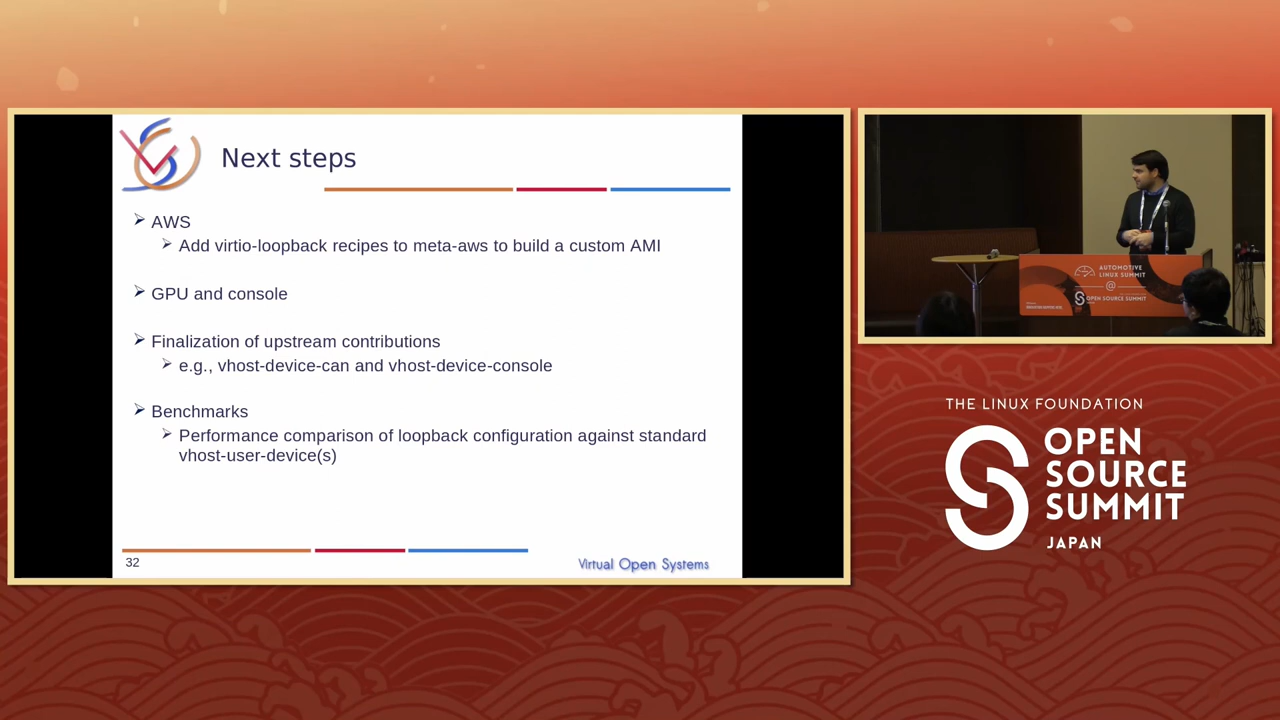 Next steps
AWS
Add virtio-loopback recipes to meta-aws to build a custom AMI
GPU and console
Finalization of upstream contributions
e.g., vhost-device-can and vhost-device-console
Benchmarks
Performance comparison of loopback configuration against standard
vhost-user-device(s)
32
Virtual Open Systems
AUTOMOTIVE
LINUX SUMMIT
@
OPEN SOURCE SUMMIT
THE LINUX FOUNDATION
OPEN
SOURCE
SUMMIT
JAPAN